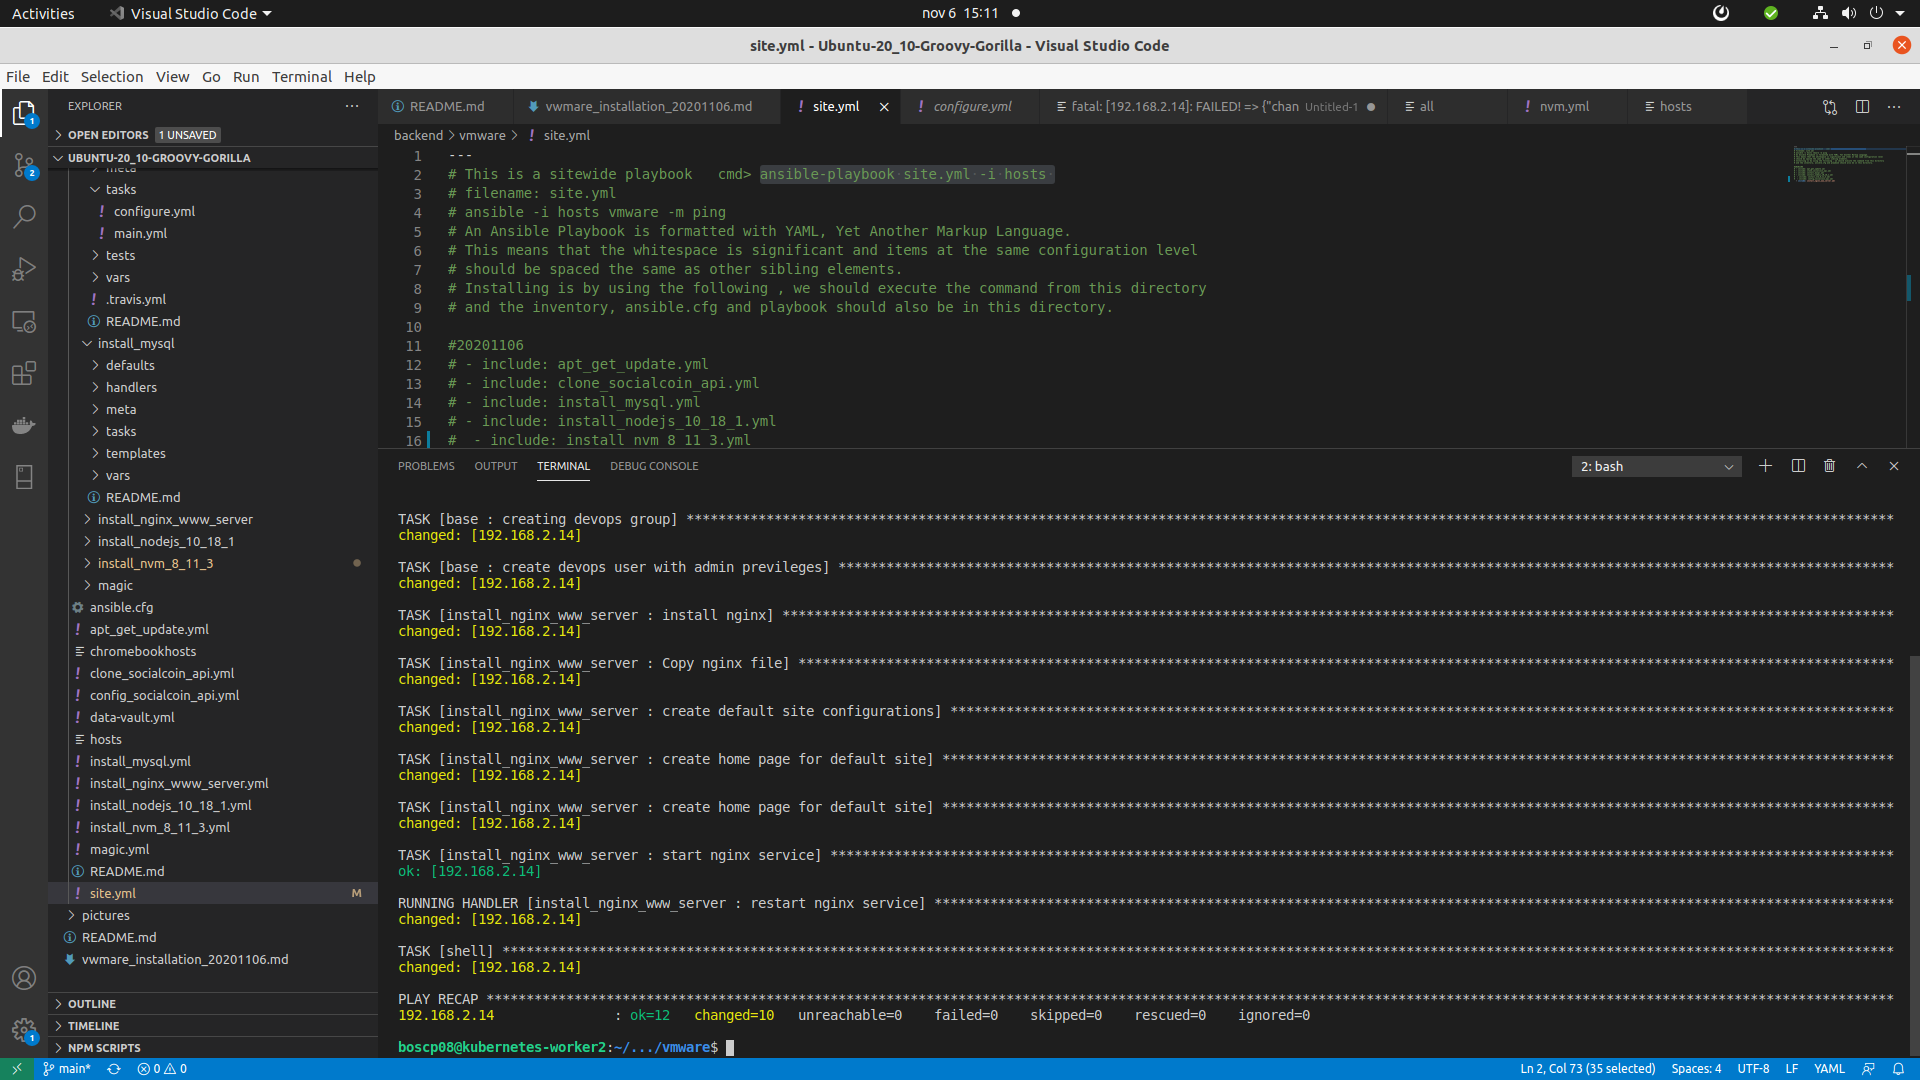 Activities
Visual Studio Code
nov 6 15:11
site.yml - Ubuntu-20_10-Groovy-Gorilla - Visual Studio Code
File Edit Selection View Go Run Terminal Help
EXPLORER
OPEN EDITORS 1 UNSAVED
UBUNTU-20_10-GROOVY-GORILLA
meta
tasks
configure.yml
main.yml
tests
vars
.travis.yml
README.md
install_mysql
defaults
handlers
meta
tasks
templates
vars
README.md
install_nginx_www_server
install_nodejs_10_18_1
install_nvm_8_11_3
magic
ansible.cfg
apt_get_update.yml
chromebookhosts
clone_socialcoin_api.yml
config_socialcoin_api.yml
data-vault.yml
hosts
install_mysql.yml
install_nginx_www_server.yml
install_nodejs_10_18_1.yml
install_nvm_8_11_3.yml
magic.yml
README.md
site.yml M
pictures
README.md
vwmare_installation_20201106.md
OUTLINE
TIMELINE
NPM SCRIPTS
README.md
vwmare_installation_20201106.md
site.yml
configure.yml
fatal: [192.168.2.14]: FAILED! => {"chan Untitled-1
all
nvm.yml
hosts
backend > vmware > ! site.yml
1 ---
2 # This is a sitewide playbook   cmd> ansible-playbook site.yml -i hosts
3 # filename: site.yml
4 # ansible -i hosts vmware -m ping
5 # An Ansible Playbook is formatted with YAML, Yet Another Markup Language.
6 # This means that the whitespace is significant and items at the same configuration level
7 # should be spaced the same as other sibling elements.
8 # Installing is by using the following , we should execute the command from this directory
9 # and the inventory, ansible.cfg and playbook should also be in this directory.
10
11 #20201106
12 # - include: apt_get_update.yml
13 # - include: clone_socialcoin_api.yml
14 # - include: install_mysql.yml
15 # - include: install_nodejs_10_18_1.yml
16 #  - include: install_nvm_8_11_3.yml
PROBLEMS OUTPUT TERMINAL DEBUG CONSOLE
2: bash
TASK [base : creating devops group] ****
changed: [192.168.2.14]
TASK [base : create devops user with admin previleges] ****
changed: [192.168.2.14]
TASK [install_nginx_www_server : install nginx] ****
changed: [192.168.2.14]
TASK [install_nginx_www_server : Copy nginx file] ****
changed: [192.168.2.14]
TASK [install_nginx_www_server : create default site configurations] ****
changed: [192.168.2.14]
TASK [install_nginx_www_server : create home page for default site] ****
changed: [192.168.2.14]
TASK [install_nginx_www_server : create home page for default site] ****
changed: [192.168.2.14]
TASK [install_nginx_www_server : start nginx service] ****
ok: [192.168.2.14]
RUNNING HANDLER [install_nginx_www_server : restart nginx service] ****
changed: [192.168.2.14]
TASK [shell] ****
changed: [192.168.2.14]
PLAY RECAP ****
192.168.2.14 : ok=12 changed=10 unreachable=0 failed=0 skipped=0 rescued=0 ignored=0
boscp08@kubernetes-worker2:~/.../vmware$
main* 0 0
Ln 2, Col 73 (35 selected) Spaces: 4 UTF-8 LF YAML